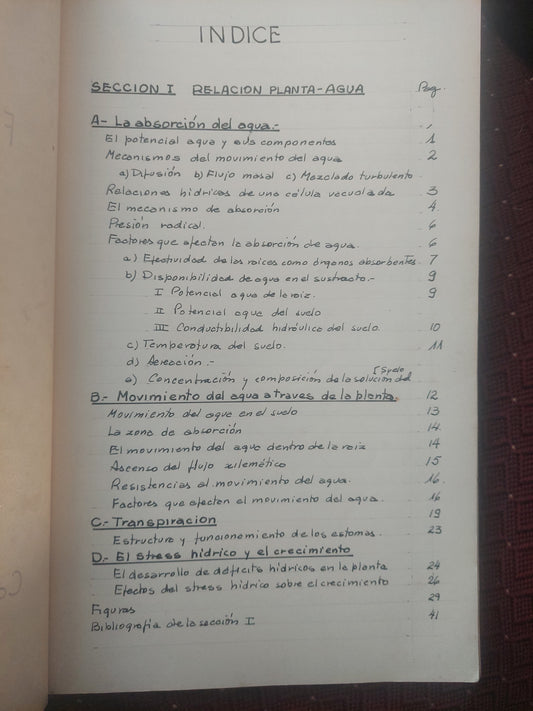 INDICE
SECCION I RELACION PLANTA-AGUA Pag.
A- La absorción del agua.-
El potencial agua y sus componentes 1
Mecanismos del movimiento del agua 2
a) Difusión b) Flujo masal c) Mezclado turbulento
Relaciones hídricas de una célula vacuolada 3
El mecanismo de absorción 4
Presión radical. 6
Factores que afectan la absorción de agua. 6
a) Efectividad de las raices como órganos absorbentes. 7
b) Disponibilidad de agua en el sustracto.- 9
I Potencial agua de la raiz. 9
II Potencial agua del suelo
III Conductibilidad hidráulica del suelo. 10
c) Temperatura del suelo. 11
d) Aereación.-
e) Concentración y composición de la solución del [Suelo
B.- Movimiento del agua a traves de la planta. 12
Movimiento del agua en el suelo 13
La zona de absorción 14
El movimiento del agua dentro de la raiz 14
Ascenso del flujo xilemático 15
Resistencias al movimiento del agua. 16
Factores que afectan el movimiento del agua. 16
C.- Transpiracion 19
Estructura y funcionamiento de los estomas. 23
D.- El stress hídrico y el crecimiento
El desarrollo de déficits hídricos en la planta 24
Efectos del stress hídrico sobre el crecimiento 26
Figuras 29
Bibliografía de la sección I 41